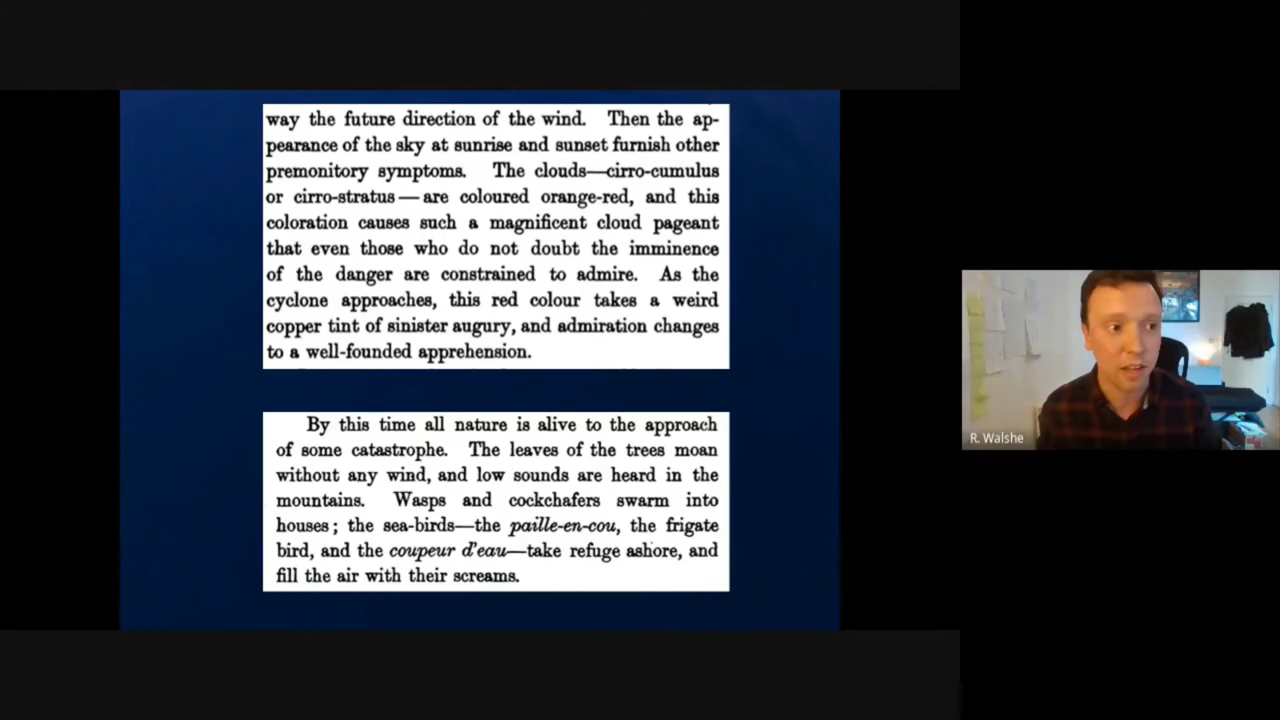 way the future direction of the wind. Then the ap-
pearance of the sky at sunrise and sunset furnish other
premonitory symptoms. The clouds—cirro-cumulus
or cirro-stratus—are coloured orange-red, and this
coloration causes such a magnificent cloud pageant
that even those who do not doubt the imminence
of the danger are constrained to admire. As the
cyclone approaches, this red colour takes a weird
copper tint of sinister augury, and admiration changes
to a well-founded apprehension.
By this time all nature is alive to the approach
of some catastrophe. The leaves of the trees moan
without any wind, and low sounds are heard in the
mountains. Wasps and cockchafers swarm into
houses; the sea-birds—the paille-en-cou, the frigate
bird, and the coupeur d'eau—take refuge ashore, and
fill the air with their screams.
R. Walshe